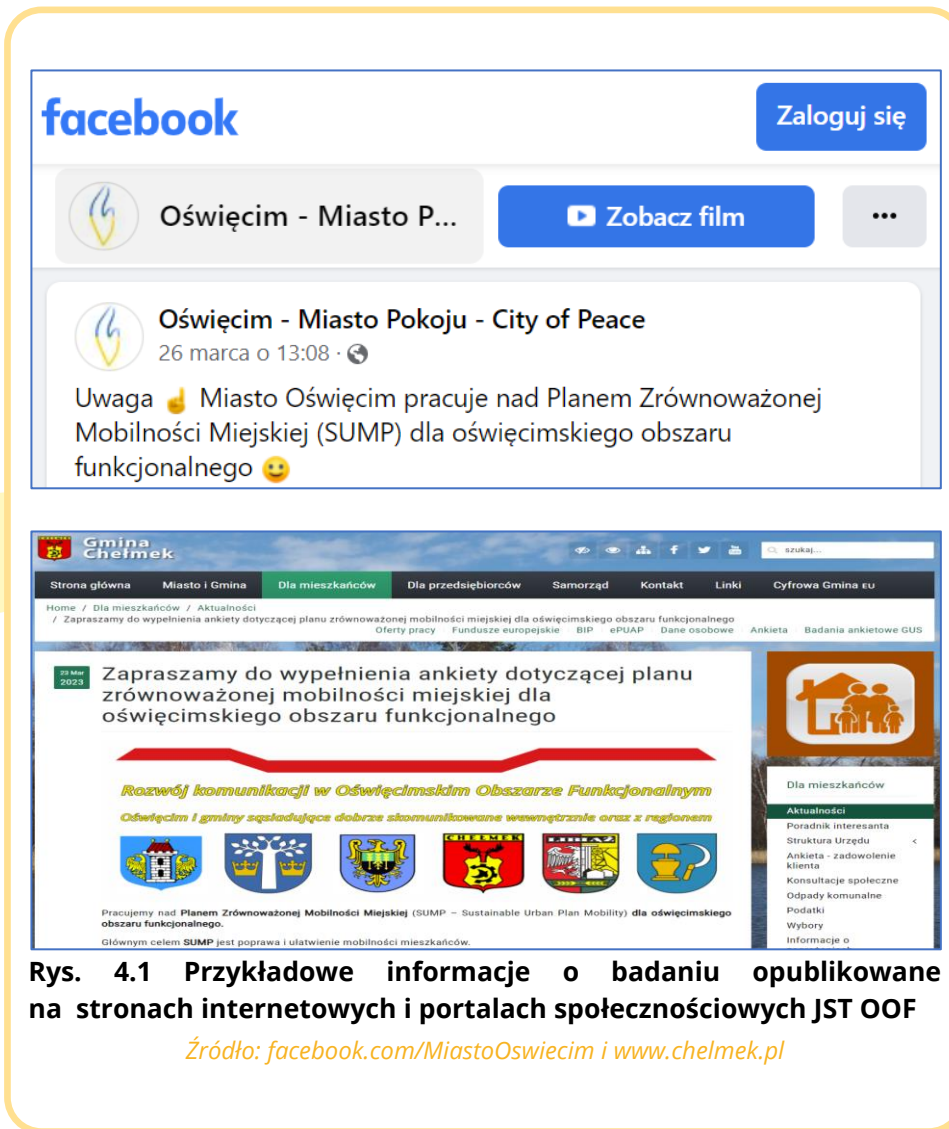 facebook
Zaloguj się
Oświęcim - Miasto P...
Zobacz film
Oświęcim - Miasto Pokoju - City of Peace
26 marca o 13:08 ·
Uwaga ☝ Miasto Oświęcim pracuje nad Planem Zrównoważonej
Mobilności Miejskiej (SUMP) dla oświęcimskiego obszaru
funkcjonalnego 🙂
Gmina
Chełmek
szukaj...
Strona główna Miasto i Gmina Dla mieszkańców Dla przedsiębiorców Samorząd Kontakt Linki Cyfrowa Gmina EU
Home / Dla mieszkańców / Aktualności
/ Zapraszamy do wypełnienia ankiety dotyczącej planu zrównoważonej mobilności miejskiej dla oświęcimskiego obszaru funkcjonalnego
Oferty pracy Fundusze europejskie BIP ePUAP Dane osobowe Ankieta Badania ankietowe GUS
23 Mar
2023
Zapraszamy do wypełnienia ankiety dotyczącej planu
zrównoważonej mobilności miejskiej dla
oświęcimskiego obszaru funkcjonalnego
Rozwój komunikacji w Oświęcimskim Obszarze Funkcjonalnym
Oświęcim i gminy sąsiadujące dobrze skomunikowane wewnętrznie oraz z regionem
CHEŁMEK
LIBIĄŻ
Pracujemy nad Planem Zrównoważonej Mobilności Miejskiej (SUMP – Sustainable Urban Plan Mobility) dla oświęcimskiego
obszaru funkcjonalnego.
Głównym celem SUMP jest poprawa i ułatwienie mobilności mieszkańców.
Dla mieszkańców
Aktualności
Poradnik interesanta
Struktura Urzędu <
Ankieta - zadowolenie
klienta
Konsultacje społeczne
Odpady komunalne
Podatki
Wybory
Informacje o
Rys. 4.1 Przykładowe informacje o badaniu opublikowane
na stronach internetowych i portalach społecznościowych JST OOF
Źródło: facebook.com/MiastoOswiecim i www.chelmek.pl